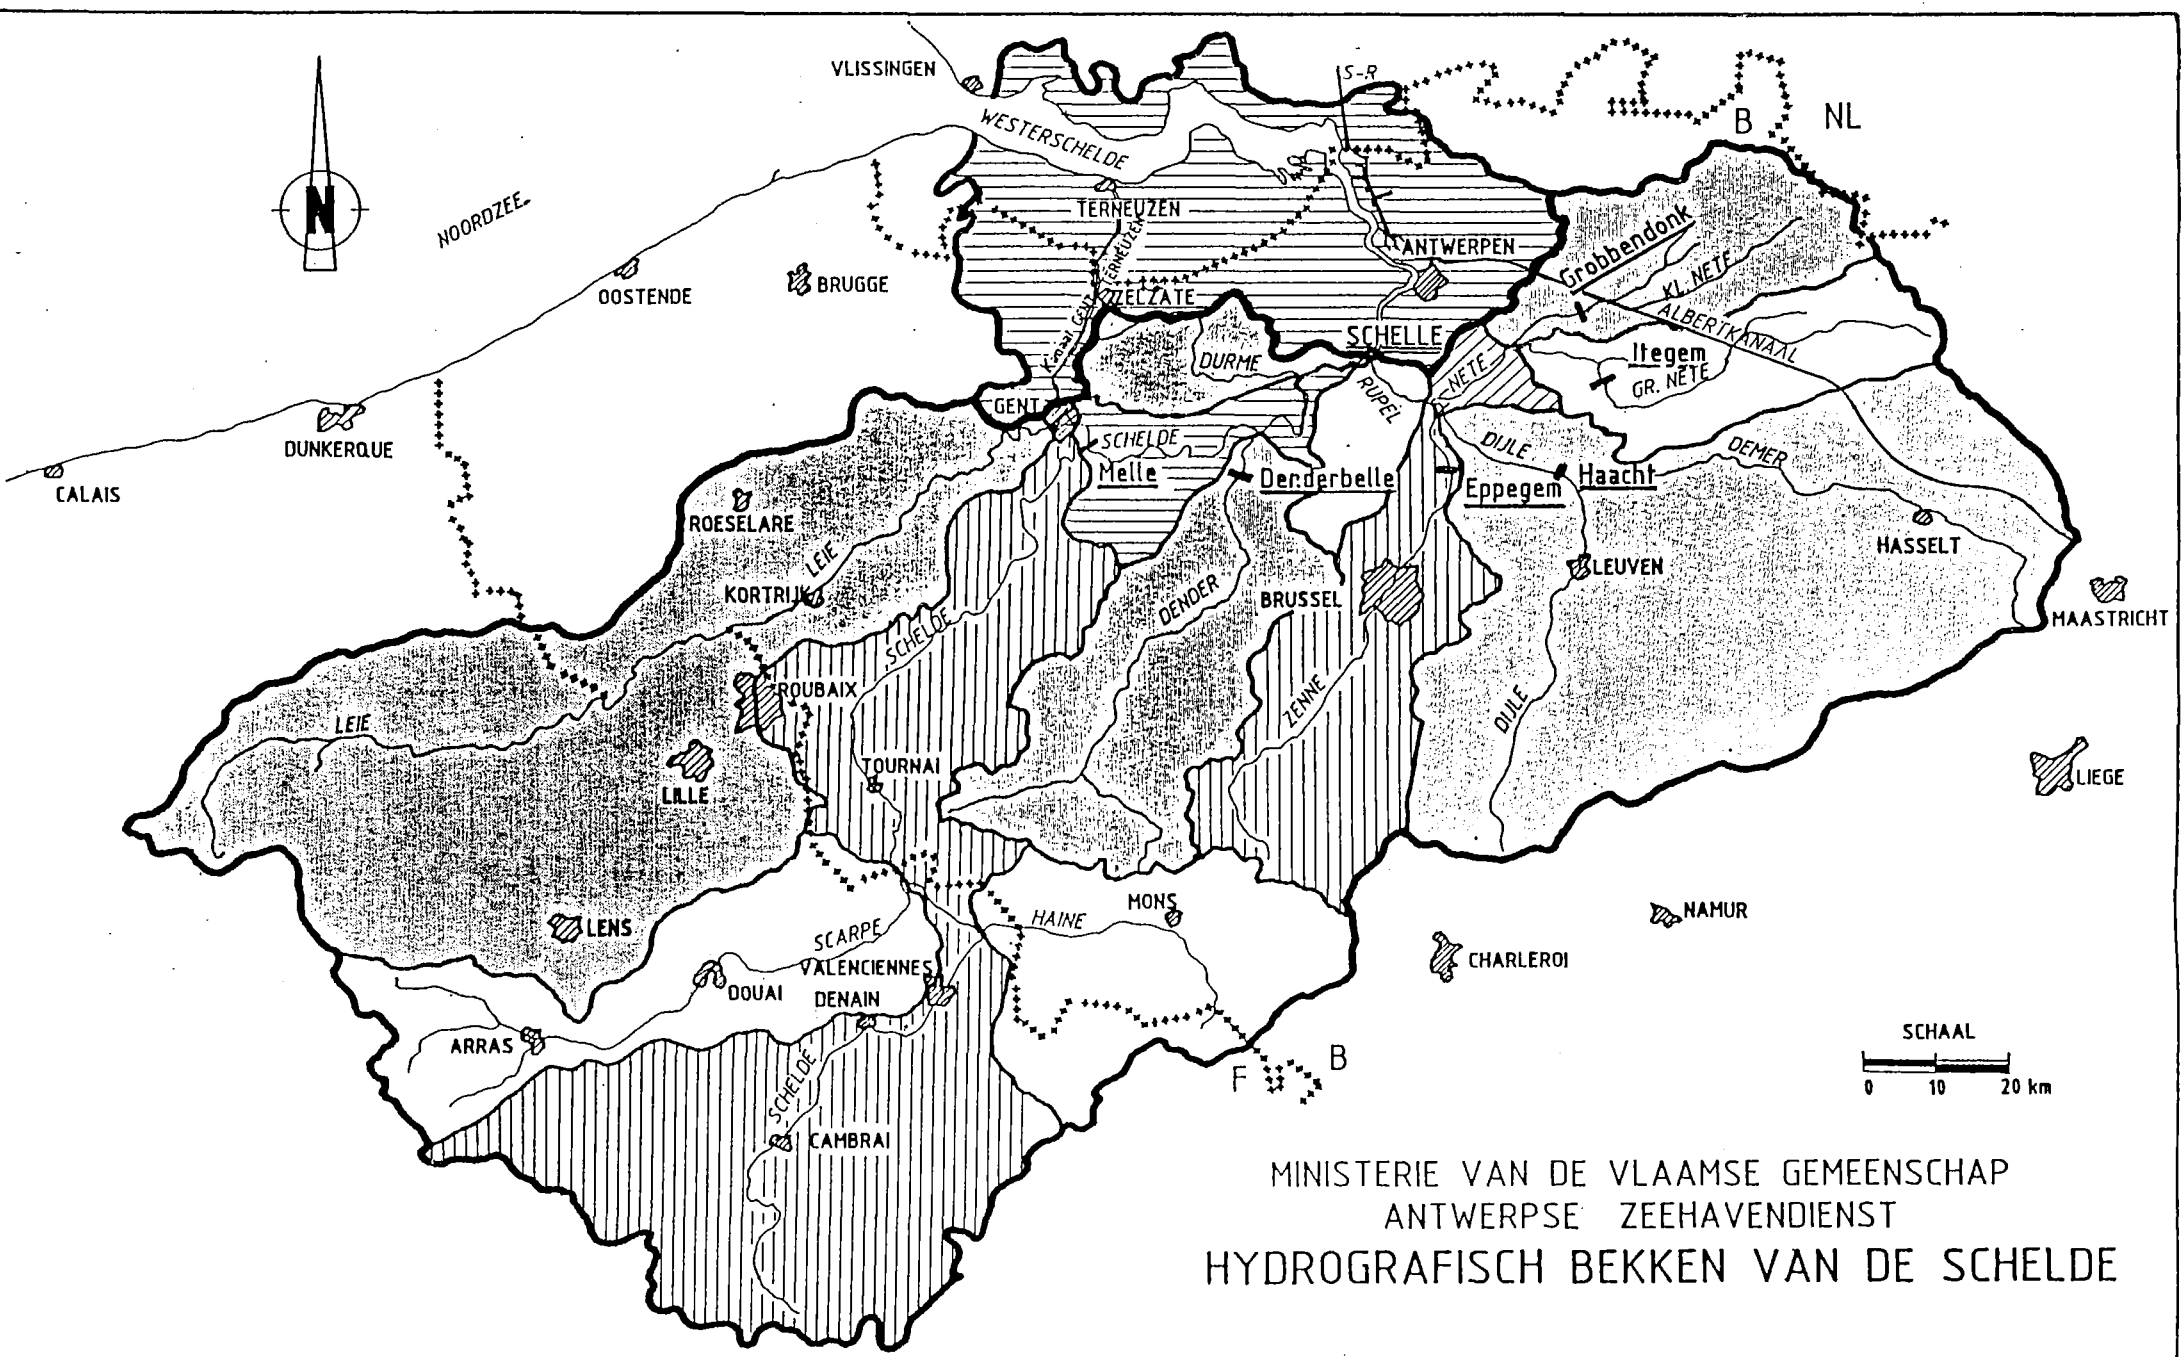 VLISSINGEN
S-R
B
NL
WESTERSCHELDE
N
NOORDZEE
TERNEUZEN
Kanaal GENT TERNEUZEN
ANTWERPEN
Grobbendonk
KL. NETE
ALBERTKANAAL
OOSTENDE
BRUGGE
ZELZATE
SCHELLE
DURME
RUPEL
NETE
Itegem
GR. NETE
GENT
DUNKERQUE
CALAIS
SCHELDE
Melle
Denderbelle
DIJLE
Eppegem
Haacht
DEMER
ROESELARE
LEIE
KORTRIJK
HASSELT
LEUVEN
MAASTRICHT
BRUSSEL
DENDER
SCHELDE
ROUBAIX
ZENNE
DIJLE
LEIE
LILLE
TOURNAI
LIEGE
LENS
SCARPE
HAINE
MONS
NAMUR
CHARLEROI
VALENCIENNES
DOUAI
DENAIN
ARRAS
SCHELDE
CAMBRAI
F
B
SCHAAL
0 10 20 km
MINISTERIE VAN DE VLAAMSE GEMEENSCHAP
ANTWERPSE ZEEHAVENDIENST
HYDROGRAFISCH BEKKEN VAN DE SCHELDE